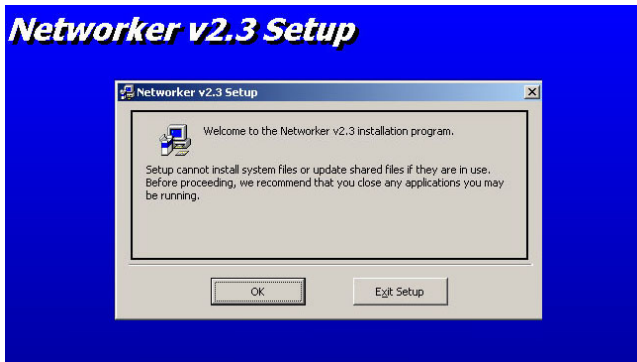 Networker v2.3 Setup
Networker v2.3 Setup
Welcome to the Networker v2.3 installation program.
Setup cannot install system files or update shared files if they are in use.
Before proceeding, we recommend that you close any applications you may
be running.
OK
Exit Setup